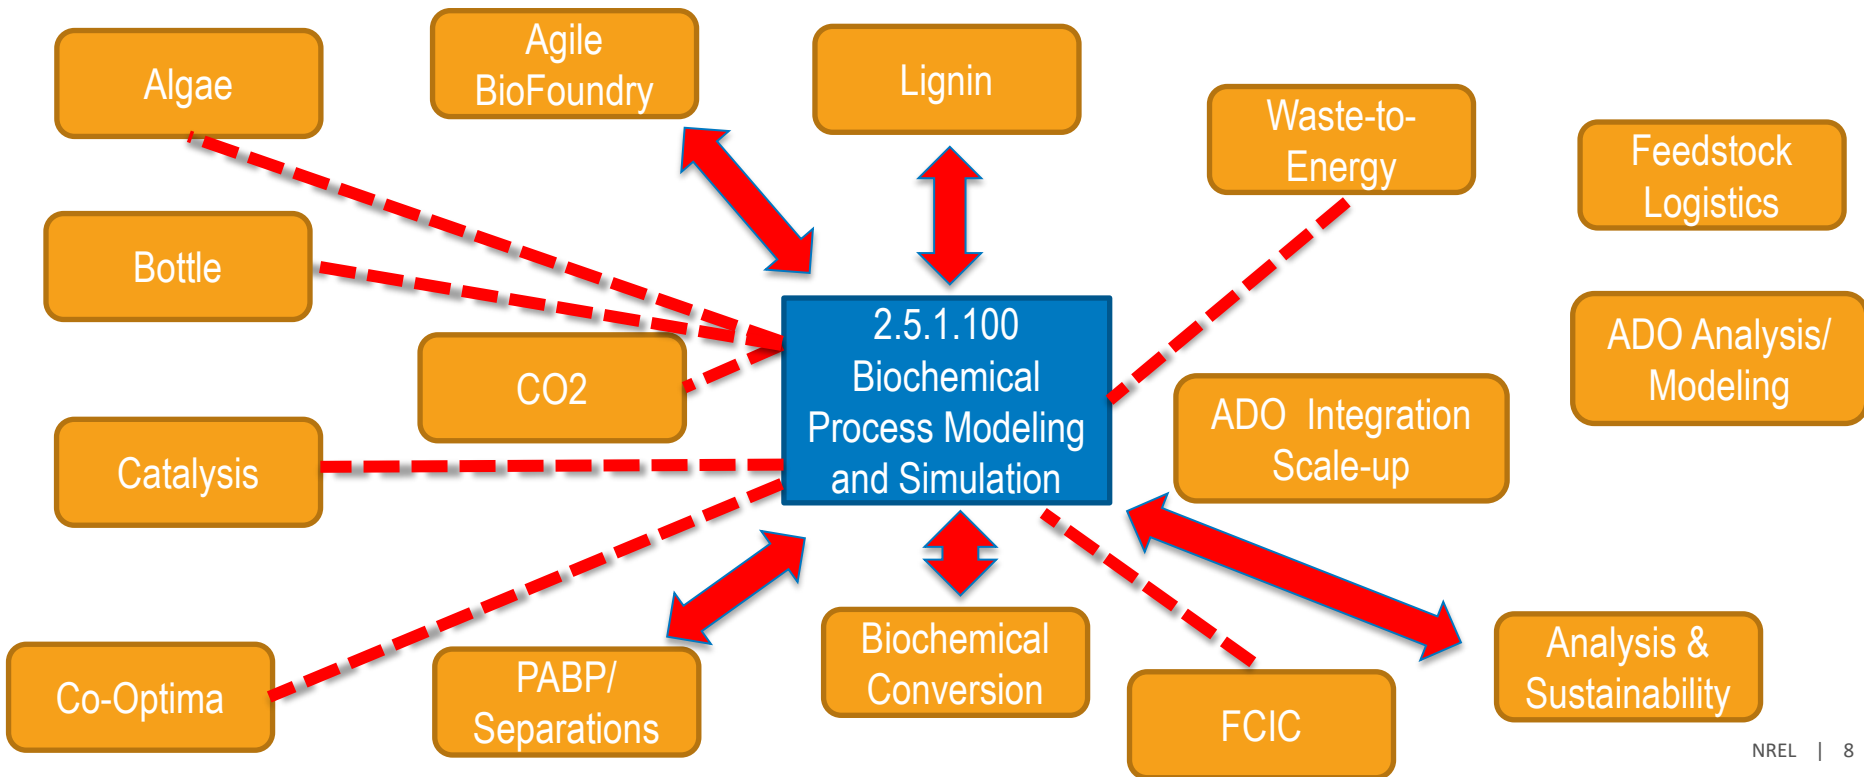 Algae
Agile
BioFoundry
Lignin
Waste-to-
Energy
Feedstock
Logistics
Bottle
CO2
2.5.1.100
Biochemical
Process Modeling
and Simulation
ADO Analysis/
Modeling
ADO  Integration
Scale-up
Catalysis
Co-Optima
PABP/
Separations
Biochemical
Conversion
FCIC
Analysis &
Sustainability
NREL | 8